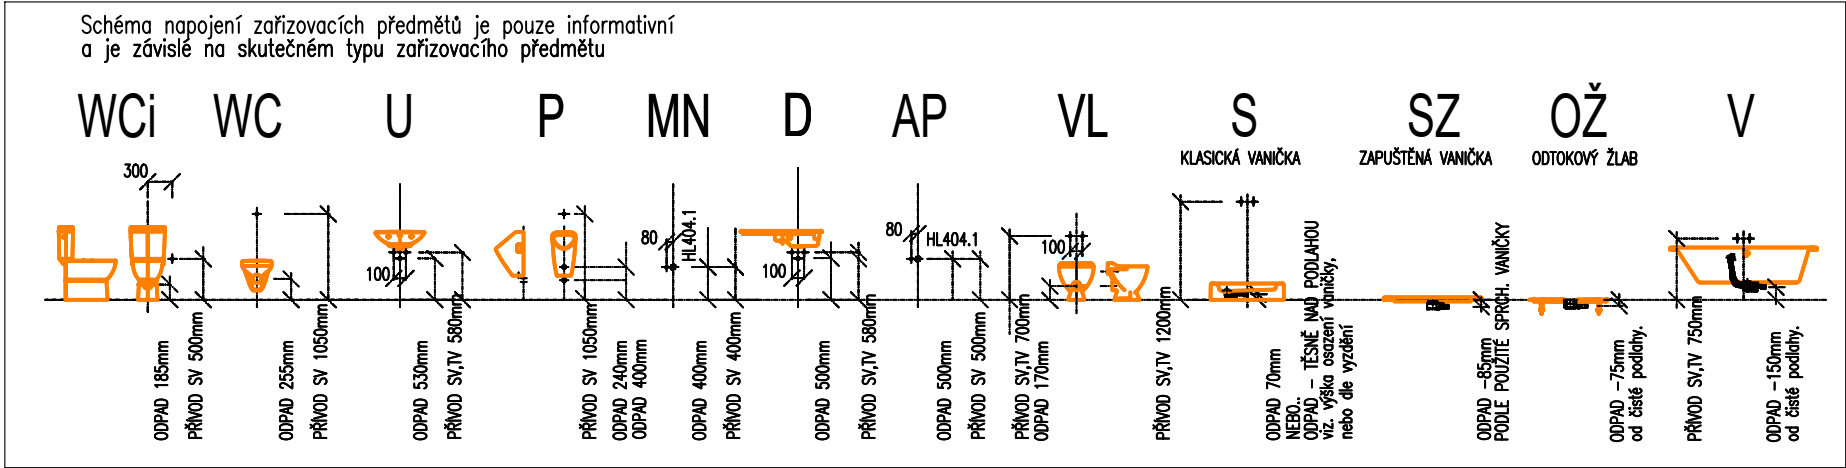 Schéma napojení zařizovacích předmětů je pouze informativní
a je závislé na skutečném typu zařizovacího předmětu
WCi
WC
U
P
MN
D
AP
VL
S
SZ
OŽ
V
KLASICKÁ VANIČKA
ZAPUŠTĚNÁ VANIČKA
ODTOKOVÝ ŽLAB
300
100
80
HL404.1
100
80
HL404.1
100
ODPAD 185mm
PŘÍVOD SV 500mm
ODPAD 255mm
PŘÍVOD SV 1050mm
ODPAD 530mm
PŘÍVOD SV,TV 580mm
PŘÍVOD SV 1050mm
ODPAD 240mm
ODPAD 400mm
ODPAD 400mm
PŘÍVOD SV 400mm
ODPAD 500mm
PŘÍVOD SV,TV 580mm
ODPAD 500mm
PŘÍVOD SV 500mm
PŘÍVOD SV,TV 700mm
ODPAD 170mm
PŘÍVOD SV,TV 1200mm
ODPAD 70mm
NEBO..
ODPAD - TĚSNĚ NAD PODLAHOU
viz. výška osazení vaničky,
nebo dle vyzdění
ODPAD -85mm
PODLE POUŽITÉ SPRCH. VANIČKY
ODPAD -75mm
od čisté podlahy.
PŘÍVOD SV,TV 750mm
ODPAD -150mm
od čisté podlahy.